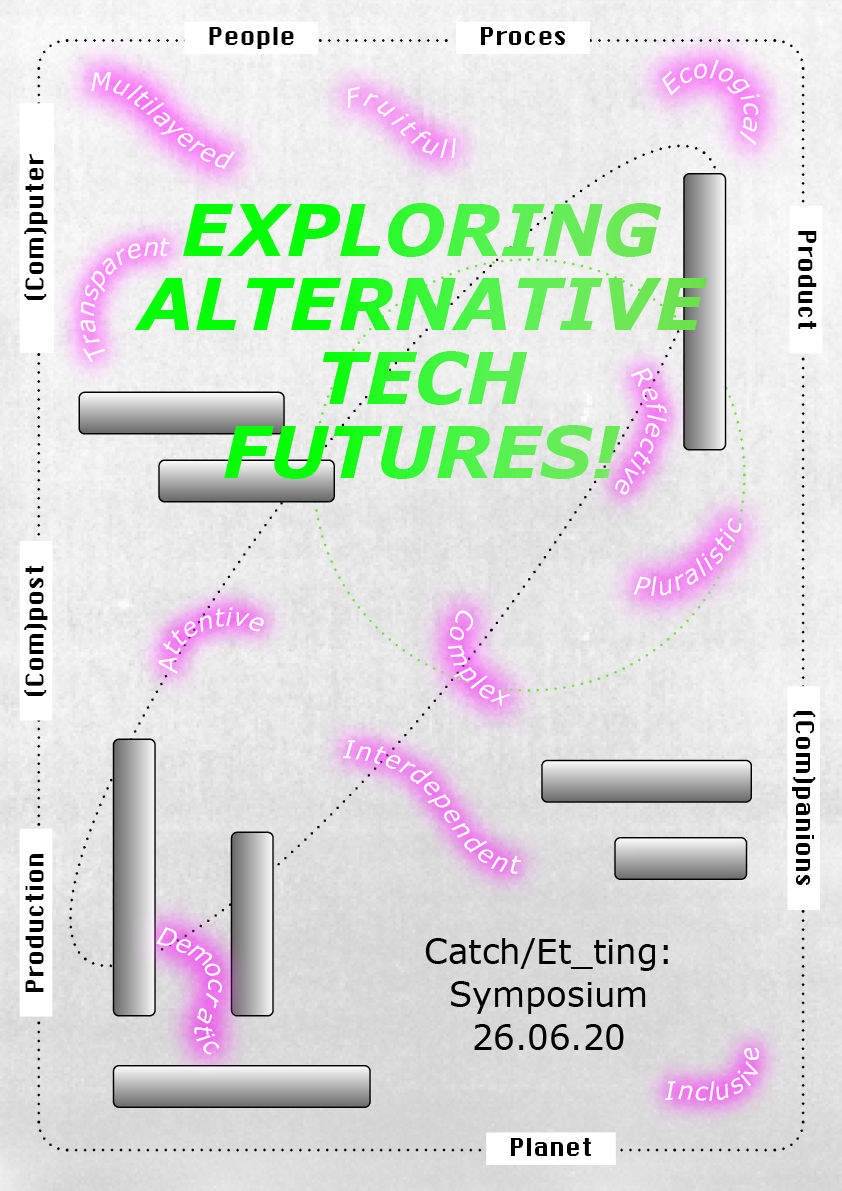 People
Proces
Multilayered
Fruitfull
Ecological
(Com)puter
Product
Transparent
EXPLORING
ALTERNATIVE
TECH
FUTURES!
Reflective
Pluralistic
(Com)post
Attentive
Complex
Interdependent
(Com)panions
Production
Democratic
Catch/Et_ting:
Symposium
26.06.20
Inclusive
Planet